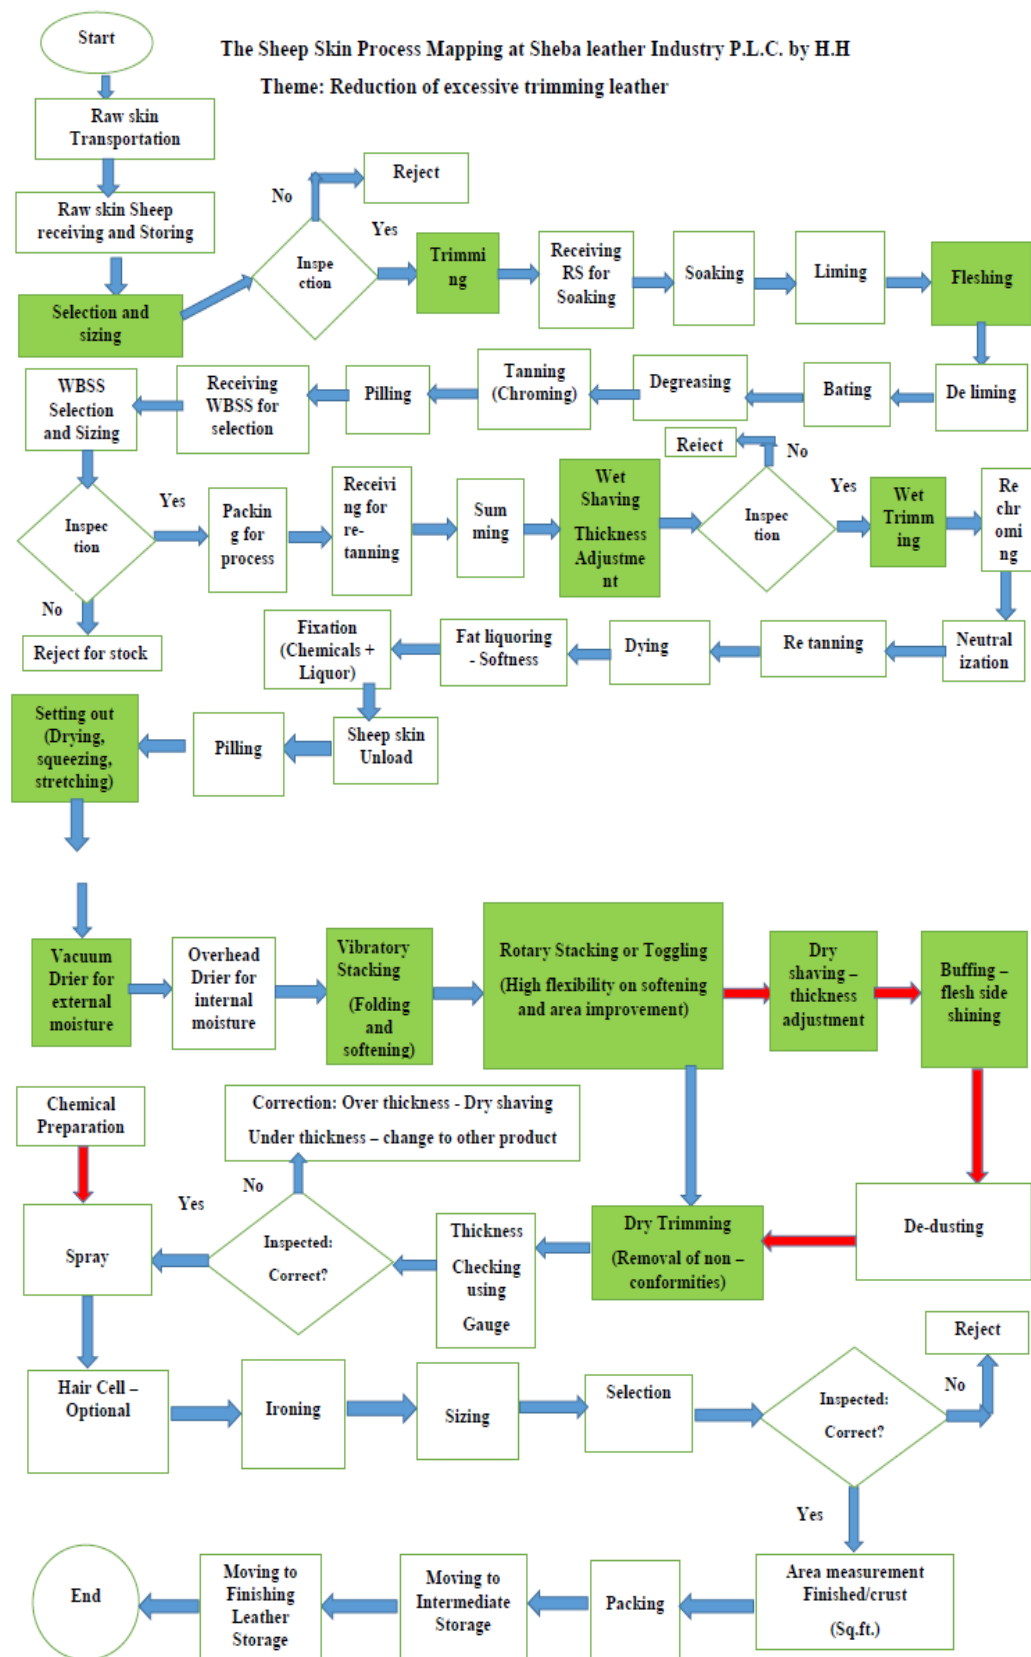 Start
The Sheep Skin Process Mapping at Sheba leather Industry P.L.C. by H.H
Theme: Reduction of excessive trimming leather
Raw skin
Transportation
Raw skin Sheep
receiving and Storing
Selection and
sizing
Inspe
ction
No
Reject
Yes
Trimmi
ng
Receiving
RS for
Soaking
Soaking
Liming
Fleshing
De liming
Bating
Degreasing
Tanning
(Chroming)
Pilling
Receiving
WBSS for
selection
WBSS
Selection
and Sizing
Inspec
tion
No
Reject for stock
Yes
Packin
g for
process
Receivi
ng for
re-
tanning
Sum
ming
Wet
Shaving
Thickness
Adjustme
nt
Inspec
tion
No
Reject
Yes
Wet
Trimm
ing
Re
chro
ming
Neutral
ization
Re tanning
Dying
Fat liquoring
- Softness
Fixation
(Chemicals +
Liquor)
Sheep skin
Unload
Pilling
Setting out
(Drying,
squeezing,
stretching)
Vacuum
Drier for
external
moisture
Overhead
Drier for
internal
moisture
Vibratory
Stacking
(Folding
and
softening)
Rotary Stacking or Toggling
(High flexibility on softening
and area improvement)
Dry
shaving –
thickness
adjustment
Buffing –
flesh side
shining
De-dusting
Dry Trimming
(Removal of non –
conformities)
Thickness
Checking
using
Gauge
Inspected:
Correct?
No
Correction: Over thickness - Dry shaving
Under thickness – change to other product
Yes
Chemical
Preparation
Spray
Hair Cell –
Optional
Ironing
Sizing
Selection
Inspected:
Correct?
No
Reject
Yes
Area measurement
Finished/crust
(Sq.ft.)
Packing
Moving to
Intermediate
Storage
Moving to
Finishing
Leather
Storage
End